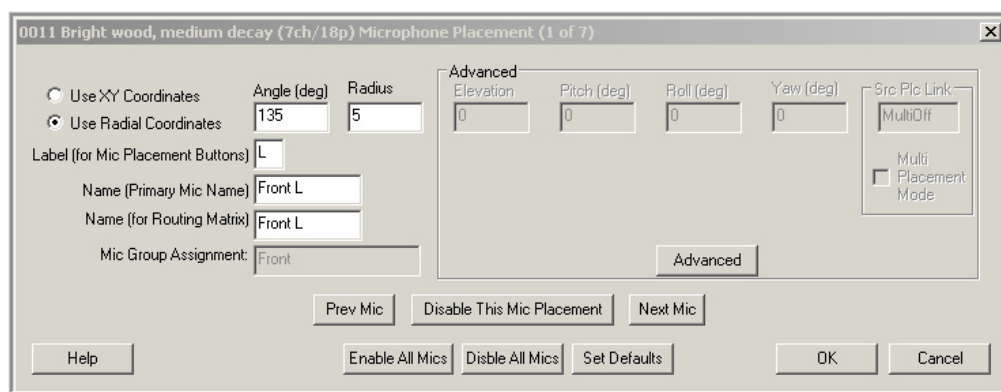 0011 Bright wood, medium decay (7ch/18p) Microphone Placement (1 of 7)
Use XY Coordinates
Use Radial Coordinates
Angle (deg)
135
Radius
5
Label (for Mic Placement Buttons)
L
Name (Primary Mic Name)
Front L
Name (for Routing Matrix)
Front L
Mic Group Assignment:
Front
Advanced
Elevation
0
Pitch (deg)
0
Roll (deg)
0
Yaw (deg)
0
Src Plc Link
MultiOff
Multi
Placement
Mode
Advanced
Prev Mic
Disable This Mic Placement
Next Mic
Help
Enable All Mics
Disble All Mics
Set Defaults
OK
Cancel